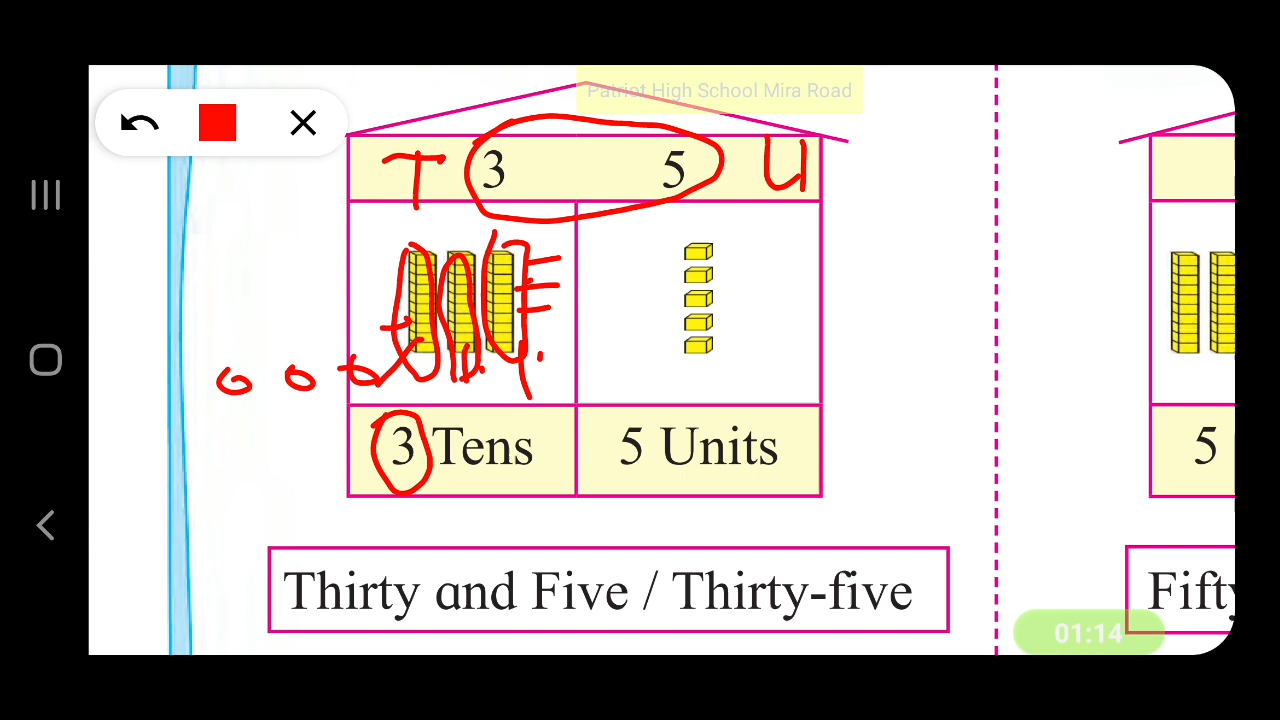 Patriot High School Mira Road
T 3 5 U
3 Tens 5 Units 5
Thirty and Five / Thirty-five Fifty
01:14